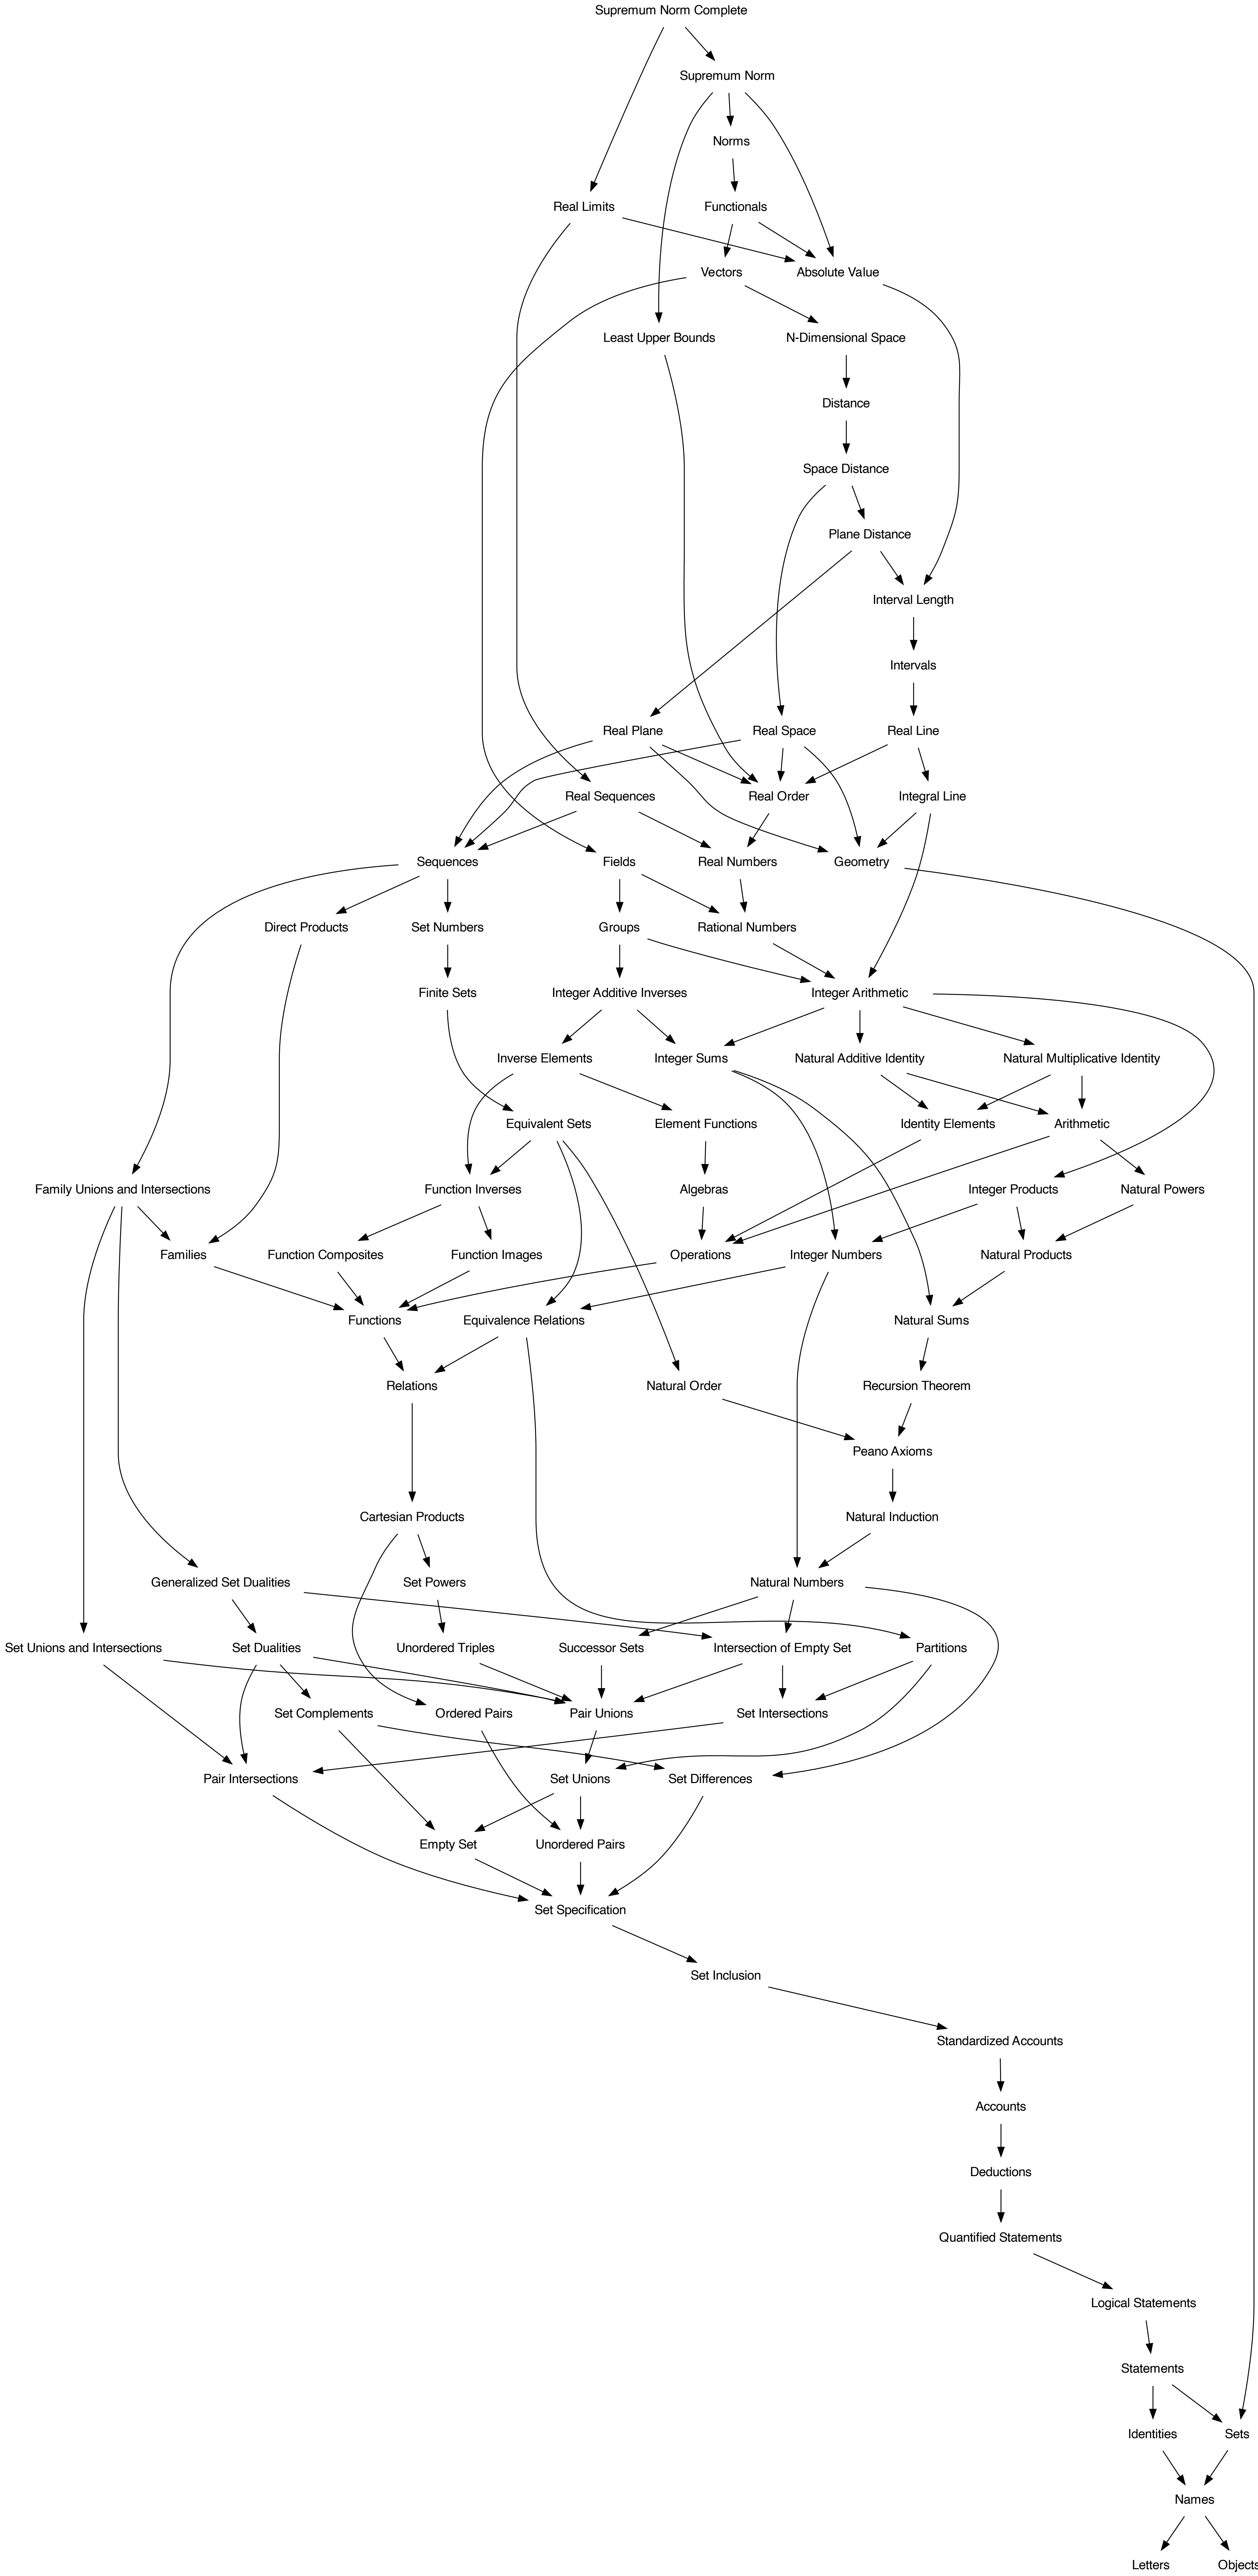 Supremum Norm Complete
Supremum Norm
Norms
Real Limits
Functionals
Vectors
Absolute Value
Least Upper Bounds
N-Dimensional Space
Distance
Space Distance
Plane Distance
Interval Length
Intervals
Real Plane
Real Space
Real Line
Real Sequences
Real Order
Integral Line
Sequences
Fields
Real Numbers
Geometry
Direct Products
Set Numbers
Groups
Rational Numbers
Finite Sets
Integer Additive Inverses
Integer Arithmetic
Inverse Elements
Integer Sums
Natural Additive Identity
Natural Multiplicative Identity
Equivalent Sets
Element Functions
Identity Elements
Arithmetic
Family Unions and Intersections
Function Inverses
Algebras
Integer Products
Natural Powers
Families
Function Composites
Function Images
Operations
Integer Numbers
Natural Products
Functions
Equivalence Relations
Natural Sums
Relations
Natural Order
Recursion Theorem
Peano Axioms
Cartesian Products
Natural Induction
Generalized Set Dualities
Set Powers
Natural Numbers
Set Unions and Intersections
Set Dualities
Unordered Triples
Successor Sets
Intersection of Empty Set
Partitions
Set Complements
Ordered Pairs
Pair Unions
Set Intersections
Pair Intersections
Set Unions
Set Differences
Empty Set
Unordered Pairs
Set Specification
Set Inclusion
Standardized Accounts
Accounts
Deductions
Quantified Statements
Logical Statements
Statements
Identities
Sets
Names
Letters
Objects